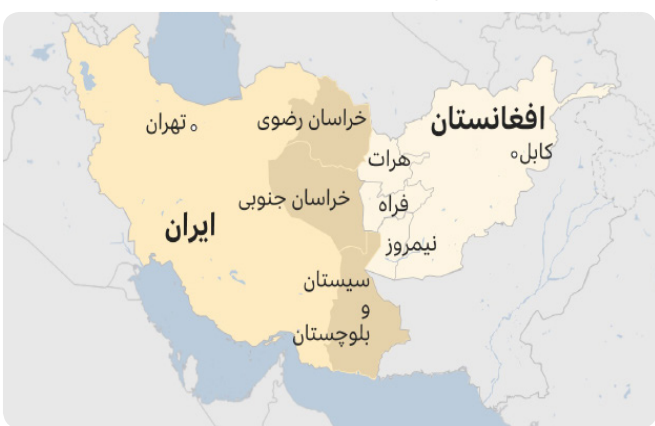 خراسان رضوی
افغانستان
تهران
کابل
هرات
خراسان جنوبی
فراه
ایران
نیمروز
سیستان
و
بلوچستان